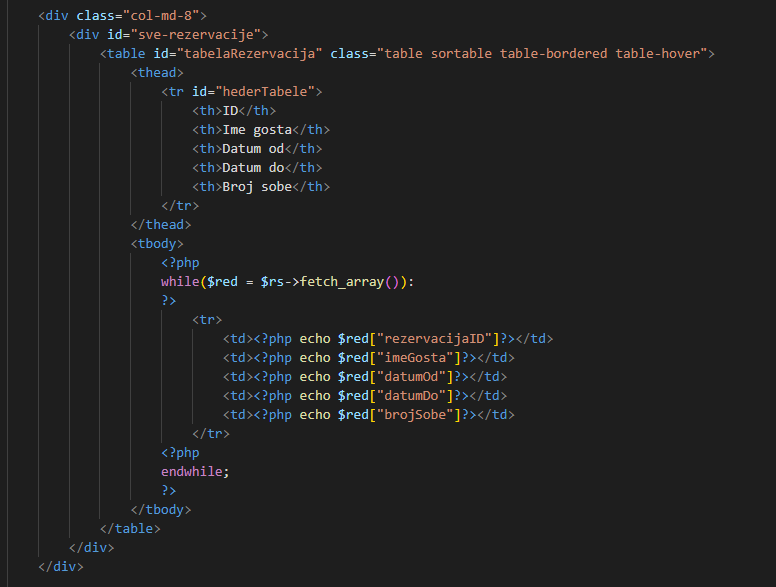 <div class="col-md-8">
<div id="sve-rezervacije">
<table id="tabelaRezervacija" class="table sortable table-bordered table-hover">
<thead>
<tr id="hederTabele">
<th>ID</th>
<th>Ime gosta</th>
<th>Datum od</th>
<th>Datum do</th>
<th>Broj sobe</th>
</tr>
</thead>
<tbody>
<?php
while($red = $rs->fetch_array()):
?>
<tr>
<td><?php echo $red["rezervacijaID"]?></td>
<td><?php echo $red["imeGosta"]?></td>
<td><?php echo $red["datumOd"]?></td>
<td><?php echo $red["datumDo"]?></td>
<td><?php echo $red["brojSobe"]?></td>
</tr>
<?php
endwhile;
?>
</tbody>
</table>
</div>
</div>